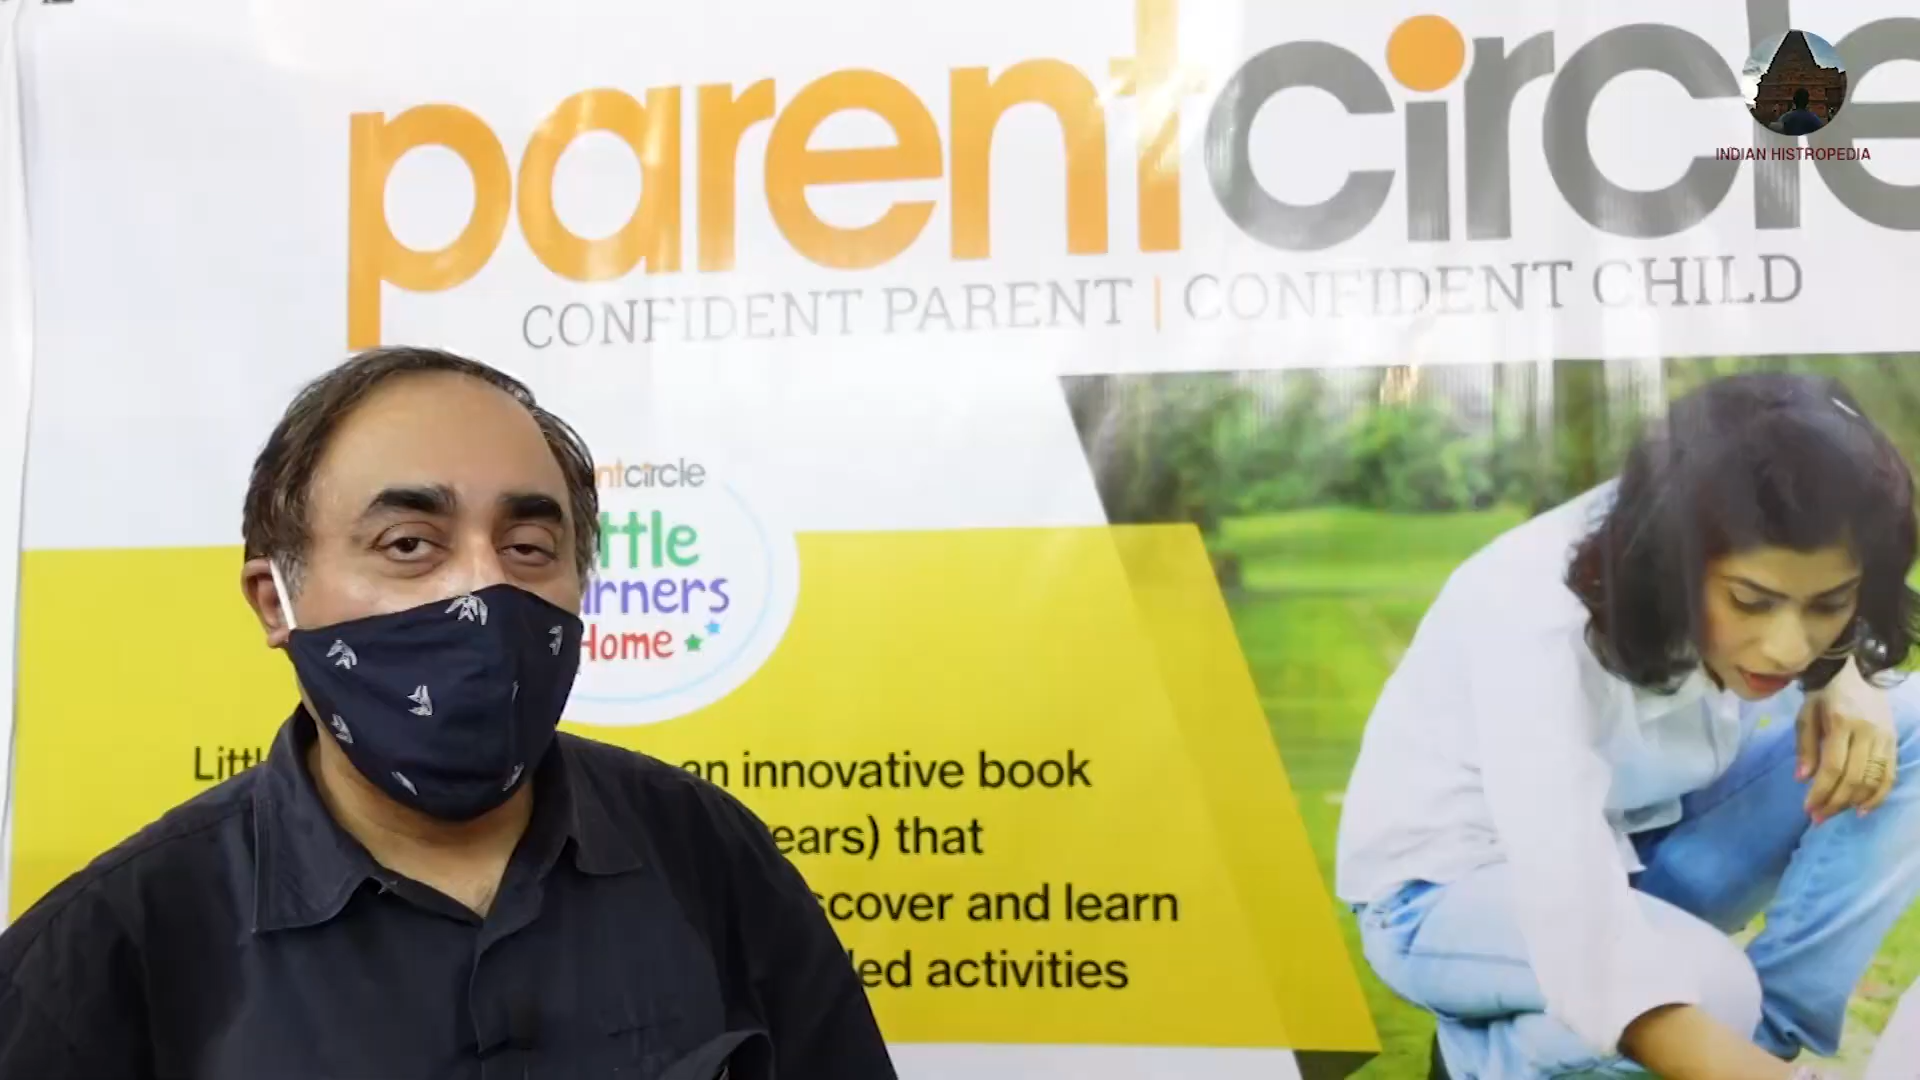 parentcircle
INDIAN HISTROPEDIA
CONFIDENT PARENT | CONFIDENT CHILD
ntcircle
ttle
rners
Home
an innovative book
ears) that
scover and learn
led activities